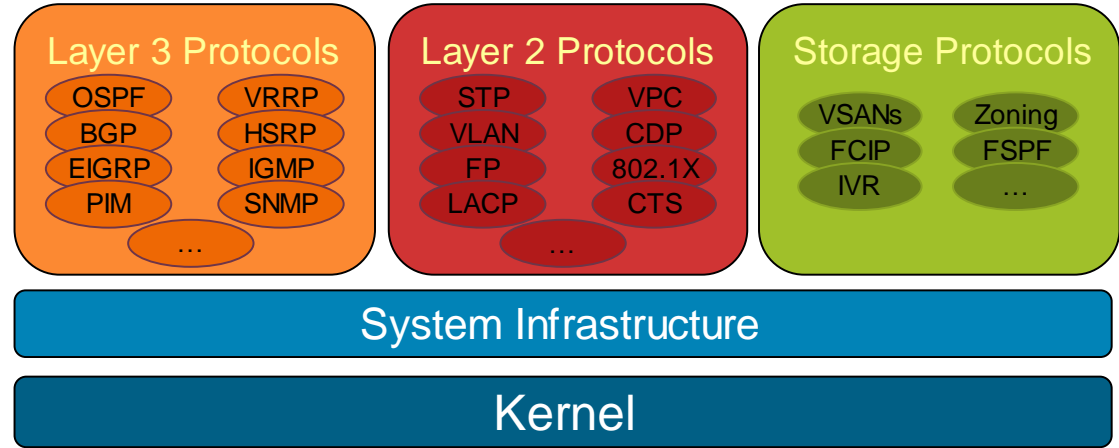 Layer 3 Protocols
OSPF VRRP
BGP HSRP
EIGRP IGMP
PIM SNMP
...
Layer 2 Protocols
STP VPC
VLAN CDP
FP 802.1X
LACP CTS
...
Storage Protocols
VSANs Zoning
FCIP FSPF
IVR ...
System Infrastructure
Kernel